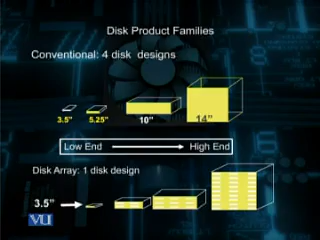 Disk Product Families
Conventional: 4 disk designs
3.5" 5.25" 10" 14"
Low End High End
Disk Array: 1 disk design
3.5"
VU